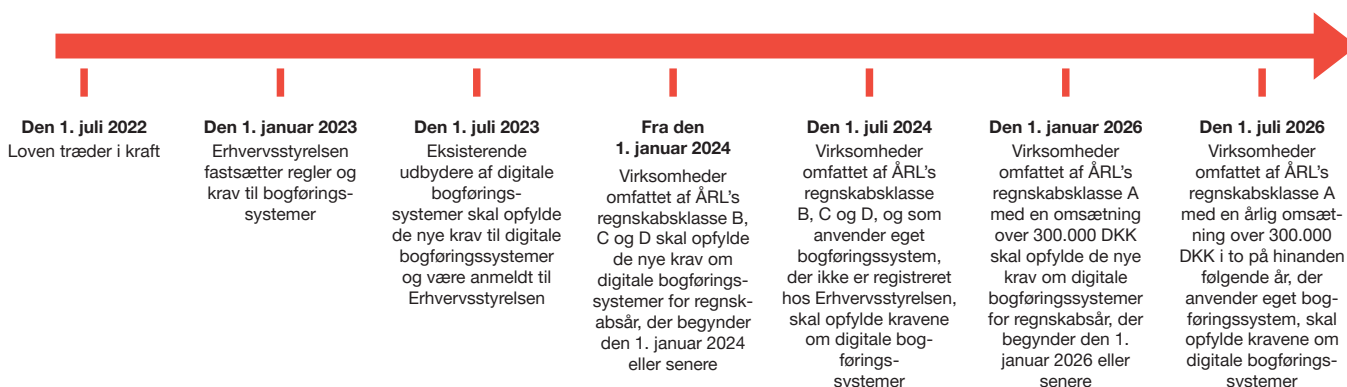 Den 1. juli 2022
Loven træder i kraft
Den 1. januar 2023
Erhvervsstyrelsen
fastsætter regler og
krav til bogførings-
systemer
Den 1. juli 2023
Eksisterende
udbydere af digitale
bogførings-
systemer skal opfylde
de nye krav til digitale
bogføringssystemer
og være anmeldt til
Erhvervsstyrelsen
Fra den
1. januar 2024
Virksomheder
omfattet af ÅRL’s
regnskabsklasse B,
C og D skal opfylde
de nye krav om
digitale bogførings-
systemer for regnsk-
absår, der begynder
den 1. januar 2024
eller senere
Den 1. juli 2024
Virksomheder
omfattet af ÅRL’s
regnskabsklasse
B, C og D, og som
anvender eget
bogføringssystem,
der ikke er registreret
hos Erhvervsstyrelsen,
skal opfylde kravene
om digitale bog-
førings-
systemer
Den 1. januar 2026
Virksomheder
omfattet af ÅRL’s
regnskabsklasse A
med en omsætning
over 300.000 DKK
skal opfylde de nye
krav om digitale
bogføringssystemer
for regnskabsår, der
begynder den 1.
januar 2026 eller
senere
Den 1. juli 2026
Virksomheder
omfattet af ÅRL’s
regnskabsklasse A
med en årlig omsæt-
ning over 300.000
DKK i to på hinanden
følgende år, der
anvender eget bog-
føringssystem, skal
opfylde kravene om
digitale bogførings-
systemer